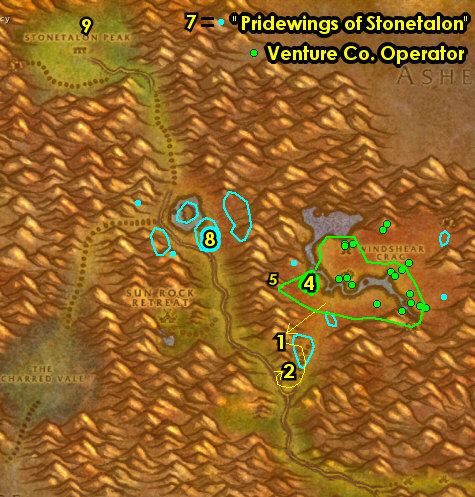 cy
9
7 = " Pridewings of Stonetalon'
STONETALON PEAK
Venture Co. Operator
ASHE
8
WINDSHEAR
CRAG
5
4
SUN ROCK
RETREAT
1
THE
CHARRED VALE
2